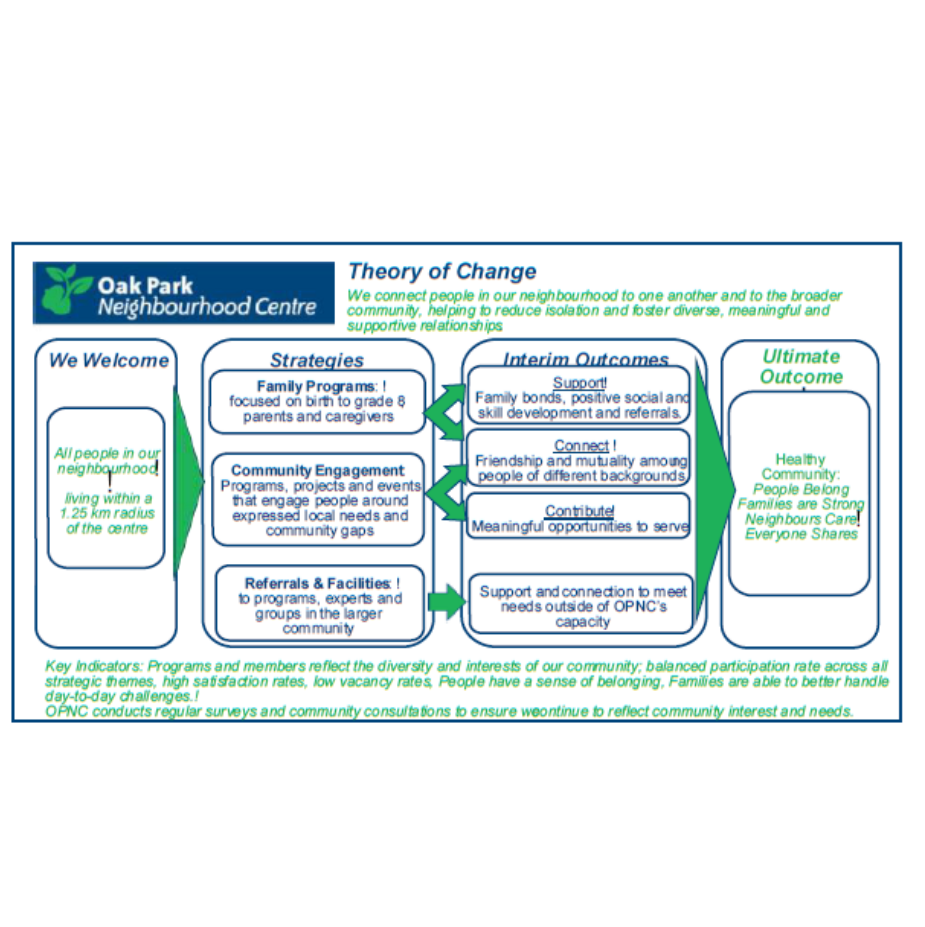 Oak Park
Neighbourhood Centre
Theory of Change
We connect people in our neighbourhood to one another and to the broader
community, helping to reduce isolation and foster diverse, meaningful and
supportive relationships.
We Welcome
All people in our
neighbourhood!
!
living within a
1.25 km radius
of the centre
Strategies
Family Programs: !
focused on birth to grade 8,
parents and caregivers
Community Engagement
Programs, projects and events
that engage people around
expressed local needs and
community gaps
Referrals & Facilities: !
to programs, experts and
groups in the larger
community
Interim Outcomes
Support!
Family bonds, positive social and
skill development and referrals.
Connect !
Friendship and mutuality among
people of different backgrounds
Contribute!
Meaningful opportunities to serve
Support and connection to meet
needs outside of OPNC's
capacity
Ultimate
Outcome
Healthy
Community:
People Belong
Families are Strong
Neighbours Care!
Everyone Shares
Key Indicators: Programs and members reflect the diversity and interests of our community; balanced participation rate across all
strategic themes, high satisfaction rates, low vacancy rates, People have a sense of belonging, Families are able to better handle
day-to-day challenges.!
OPNC conducts regular surveys and community consultations to ensure we continue to reflect community interest and needs.